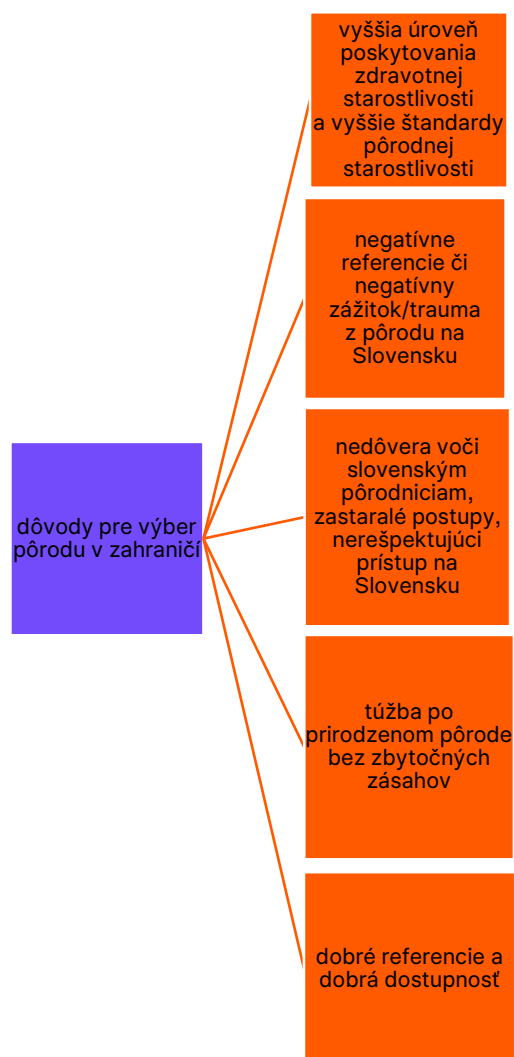 vyššia úroveň
poskytovania
zdravotnej
starostlivosti
a vyššie štandardy
pôrodnej
starostlivosti
negatívne
referencie či
negatívny
zážitok/trauma
z pôrodu na
Slovensku
dôvody pre výber
pôrodu v zahraničí
nedôvera voči
slovenským
pôrodniciam,
zastaralé postupy,
nerešpektujúci
prístup na
Slovensku
túžba po
prirodzenom pôrode
bez zbytočných
zásahov
dobré referencie a
dobrá dostupnosť